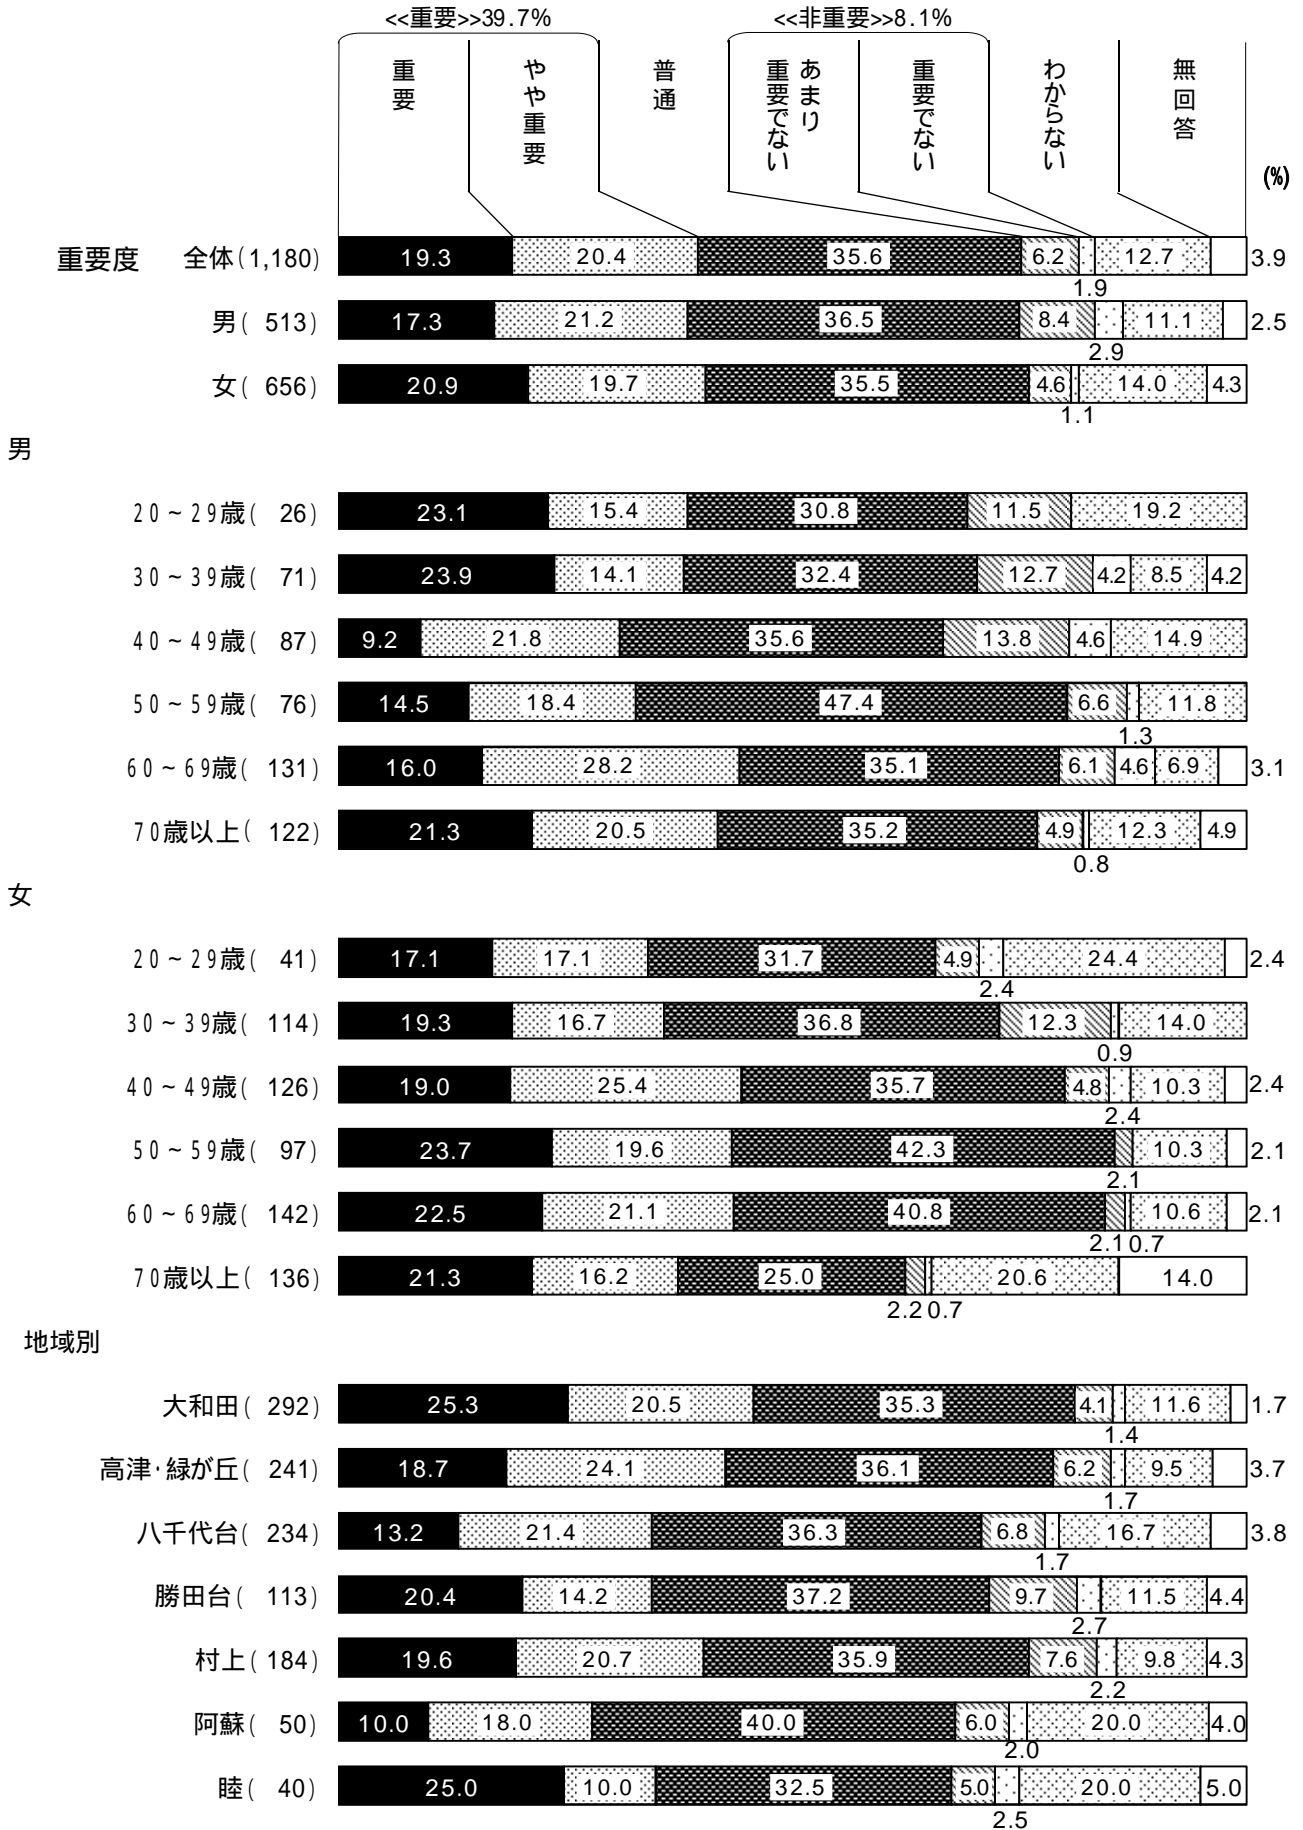 <<重要>>39.7% <<非重要>>8.1%
重要 やや重要 普通 あまり重要でない 重要でない わからない 無回答
(%)
重要度 全体(1,180) 19.3 20.4 35.6 6.2 12.7 3.9
1.9
男( 513) 17.3 21.2 36.5 8.4 11.1 2.5
2.9
女( 656) 20.9 19.7 35.5 4.6 14.0 4.3
1.1
男
20~29歳( 26) 23.1 15.4 30.8 11.5 19.2
30~39歳( 71) 23.9 14.1 32.4 12.7 4.2 8.5 4.2
40~49歳( 87) 9.2 21.8 35.6 13.8 4.6 14.9
50~59歳( 76) 14.5 18.4 47.4 6.6 11.8
1.3
60~69歳( 131) 16.0 28.2 35.1 6.1 4.6 6.9 3.1
70歳以上( 122) 21.3 20.5 35.2 4.9 12.3 4.9
0.8
女
20~29歳( 41) 17.1 17.1 31.7 4.9 24.4 2.4
2.4
30~39歳( 114) 19.3 16.7 36.8 12.3 14.0
0.9
40~49歳( 126) 19.0 25.4 35.7 4.8 10.3 2.4
2.4
50~59歳( 97) 23.7 19.6 42.3 10.3 2.1
2.1
60~69歳( 142) 22.5 21.1 40.8 10.6 2.1
2.1 0.7
70歳以上( 136) 21.3 16.2 25.0 20.6 14.0
2.2 0.7
地域別
大和田( 292) 25.3 20.5 35.3 4.1 11.6 1.7
1.4
高津·緑が丘( 241) 18.7 24.1 36.1 6.2 9.5 3.7
1.7
八千代台( 234) 13.2 21.4 36.3 6.8 16.7 3.8
1.7
勝田台( 113) 20.4 14.2 37.2 9.7 11.5 4.4
2.7
村上( 184) 19.6 20.7 35.9 7.6 9.8 4.3
2.2
阿蘇( 50) 10.0 18.0 40.0 6.0 20.0 4.0
2.0
睦( 40) 25.0 10.0 32.5 5.0 20.0 5.0
2.5